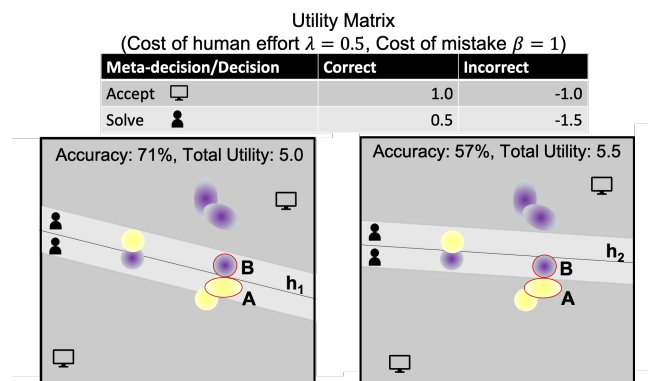 Utility Matrix
(Cost of human effort λ = 0.5, Cost of mistake β = 1)
Meta-decision/Decision Correct Incorrect
Accept 1.0 -1.0
Solve 0.5 -1.5
Accuracy: 71%, Total Utility: 5.0
B
h₁
A
Accuracy: 57%, Total Utility: 5.5
h₂
B
A